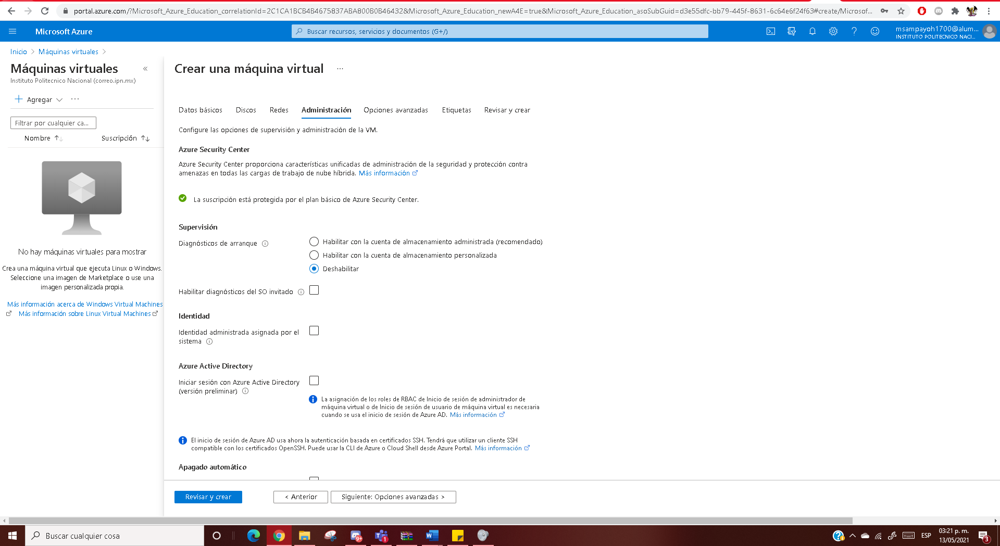 portal.azure.com/?Microsoft_Azure_Education_correlationId=2C1CA1BCB4B4675837ABA800B0B46432&Microsoft_Azure_Education_newA4E=true&Microsoft_Azure_Education_asoSubGuid=d3e55dfc-bb79-445f-8631-6c64e6f24f63#create/Microsof...
Microsoft Azure
Buscar recursos, servicios y documentos (G+/)
msampayoh1700@alum...
INSTITUTO POLITECNICO NACI...
Inicio > Máquinas virtuales >
Máquinas virtuales «
Instituto Politecnico Nacional (correo.ipn.mx)
+ Agregar ...
Filtrar por cualquier ca...
Nombre ↑↓ Suscripción ↑↓
No hay máquinas virtuales para mostrar
Crea una máquina virtual que ejecuta Linux o Windows.
Seleccione una imagen de Marketplace o use una
imagen personalizada propia.
Más información acerca de Windows Virtual Machines
Más información sobre Linux Virtual Machines
Crear una máquina virtual ...
Datos básicos Discos Redes Administración Opciones avanzadas Etiquetas Revisar y crear
Configure las opciones de supervisión y administración de la VM.
Azure Security Center
Azure Security Center proporciona características unificadas de administración de la seguridad y protección contra
amenazas en todas las cargas de trabajo de nube híbrida. Más información
La suscripción está protegida por el plan básico de Azure Security Center.
Supervisión
Diagnósticos de arranque
Habilitar con la cuenta de almacenamiento administrada (recomendado)
Habilitar con la cuenta de almacenamiento personalizada
Deshabilitar
Habilitar diagnósticos del SO invitado
Identidad
Identidad administrada asignada por el
sistema
Azure Active Directory
Iniciar sesión con Azure Active Directory
(versión preliminar)
La asignación de los roles de RBAC de Inicio de sesión de administrador de
máquina virtual o de Inicio de sesión de usuario de máquina virtual es necesaria
cuando se usa el inicio de sesión de Azure AD. Más información
El inicio de sesión de Azure AD usa ahora la autenticación basada en certificados SSH. Tendrá que utilizar un cliente SSH
compatible con los certificados OpenSSH. Puede usar la CLI de Azure o Cloud Shell desde Azure Portal. Más información
Apagado automático
Revisar y crear < Anterior Siguiente: Opciones avanzadas >
Buscar cualquier cosa
9+
1
ESP
03:21 p. m.
13/05/2021
3